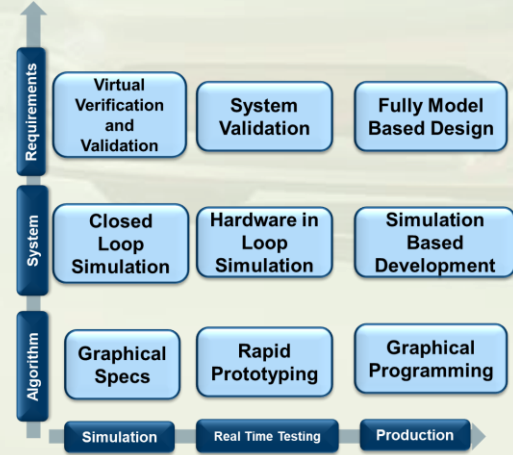 Requirements
Virtual
Verification
and
Validation
System
Validation
Fully Model
Based Design
System
Closed
Loop
Simulation
Hardware in
Loop
Simulation
Simulation
Based
Development
Algorithm
Graphical
Specs
Rapid
Prototyping
Graphical
Programming
Simulation
Real Time Testing
Production